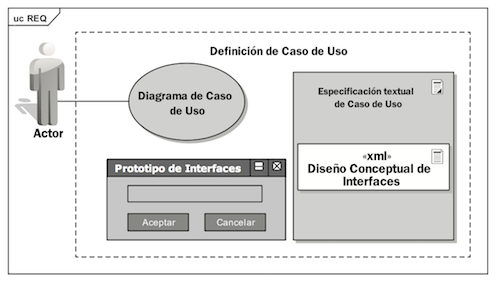 uc REQ
Definición de Caso de Uso
Diagrama de Caso
de Uso
Actor
Especificación textual
de Caso de Uso
«xml»
Diseño Conceptual de
Interfaces
Prototipo de Interfaces
Aceptar
Cancelar